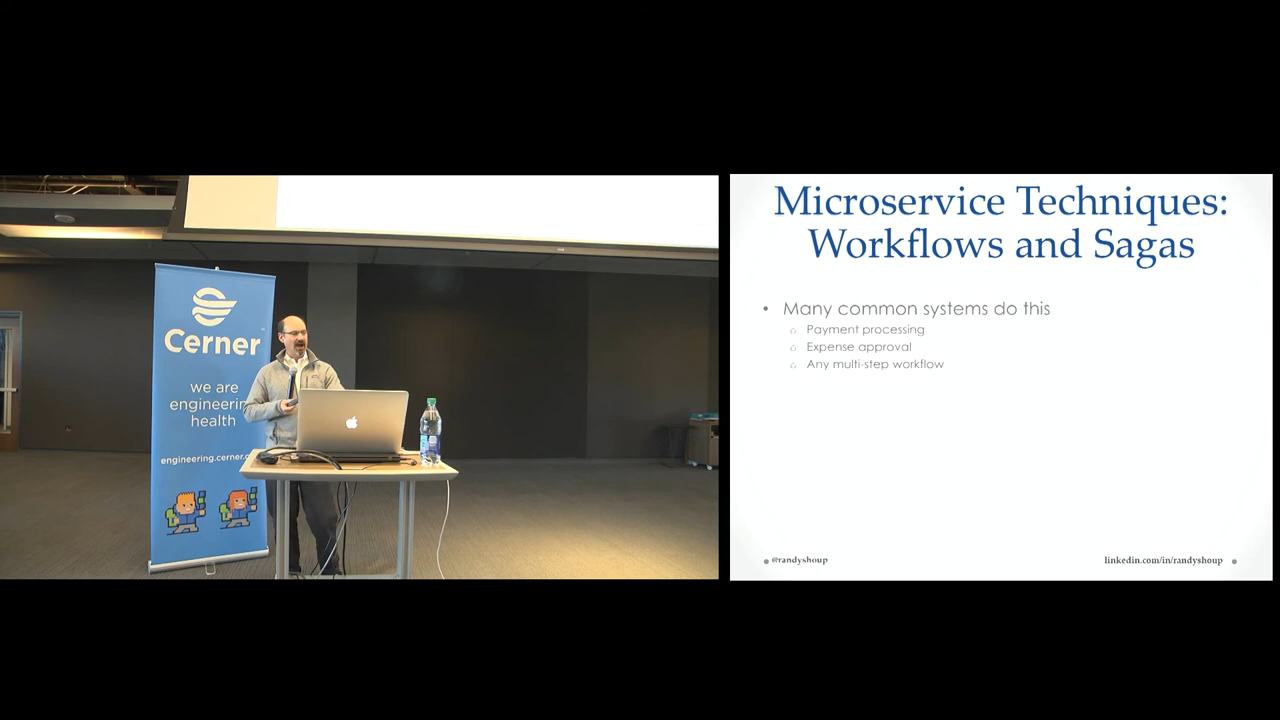 Cerner
we are
engineering
health
engineering.cerner.c
Microservice Techniques:
Workflows and Sagas
• Many common systems do this
Payment processing
Expense approval
Any multi-step workflow
@randyshoup
linkedin.com/in/randyshoup